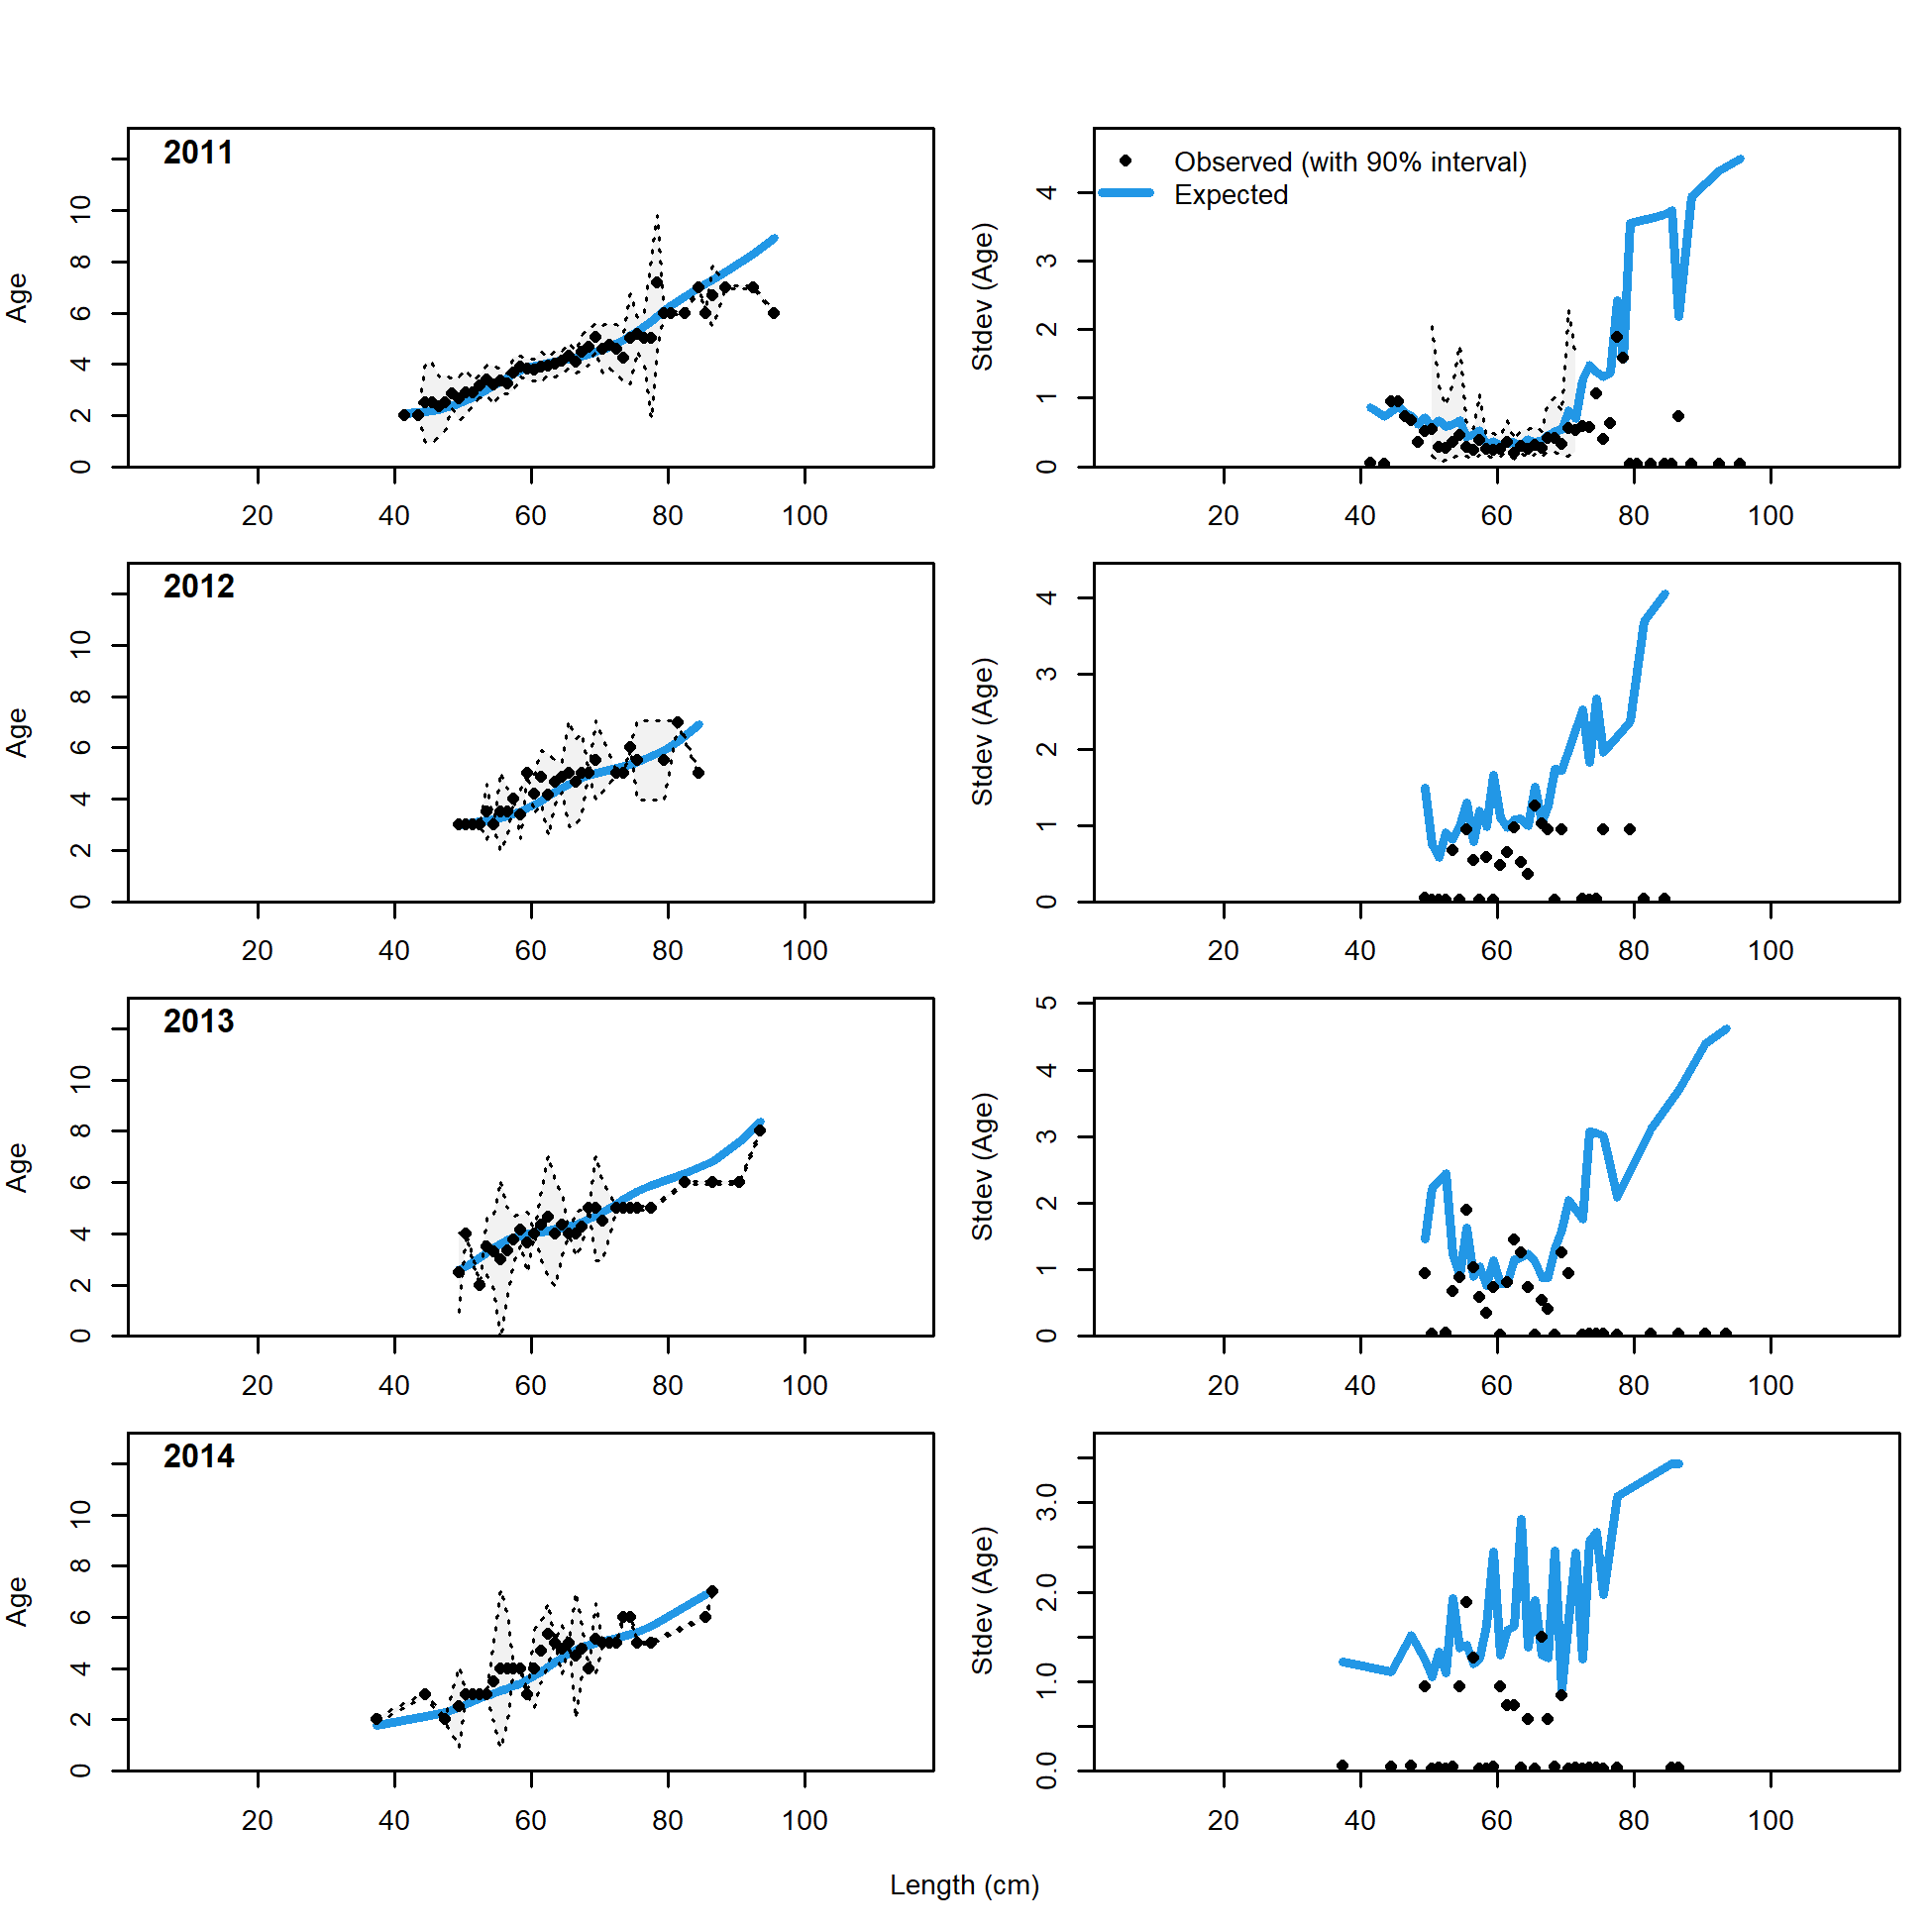 2011
Age
0 2 4 6 8 10
20 40 60 80 100
Observed (with 90% interval)
Expected
Stdev (Age)
0 1 2 3 4
20 40 60 80 100
2012
Age
0 2 4 6 8 10
20 40 60 80 100
Stdev (Age)
0 1 2 3 4
20 40 60 80 100
2013
Age
0 2 4 6 8 10
20 40 60 80 100
Stdev (Age)
0 1 2 3 4 5
20 40 60 80 100
2014
Age
0 2 4 6 8 10
20 40 60 80 100
Stdev (Age)
0.0 1.0 2.0 3.0
20 40 60 80 100
Length (cm)